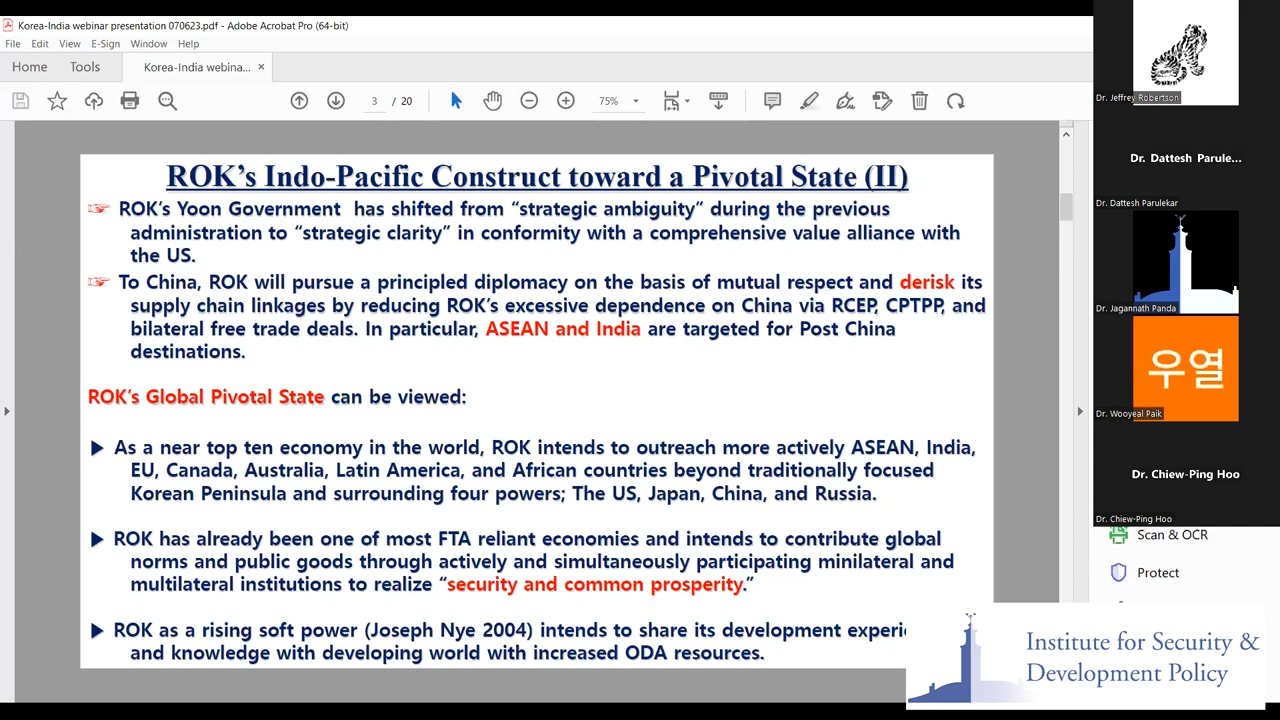 Korea-India webinar presentation 070623.pdf - Adobe Acrobat Pro (64-bit)
File Edit View E-Sign Window Help
Home Tools Korea-India webina... ×
3 / 20 75%
ROK’s Indo-Pacific Construct toward a Pivotal State (II)
ROK’s Yoon Government has shifted from “strategic ambiguity” during the previous
administration to “strategic clarity” in conformity with a comprehensive value alliance with
the US.
To China, ROK will pursue a principled diplomacy on the basis of mutual respect and derisk its
supply chain linkages by reducing ROK’s excessive dependence on China via RCEP, CPTPP, and
bilateral free trade deals. In particular, ASEAN and India are targeted for Post China
destinations.
ROK’s Global Pivotal State can be viewed:
As a near top ten economy in the world, ROK intends to outreach more actively ASEAN, India,
EU, Canada, Australia, Latin America, and African countries beyond traditionally focused
Korean Peninsula and surrounding four powers; The US, Japan, China, and Russia.
ROK has already been one of most FTA reliant economies and intends to contribute global
norms and public goods through actively and simultaneously participating minilateral and
multilateral institutions to realize “security and common prosperity.”
ROK as a rising soft power (Joseph Nye 2004) intends to share its development
and knowledge with developing world with increased ODA resources.
Dr. Jeffrey Robertson
Dr. Dattesh Parule...
Dr. Dattesh Parulekar
Dr. Jagannath Panda
우열
Dr. Wooyeal Paik
Dr. Chiew-Ping Hoo
Dr. Chiew-Ping Hoo
Scan & OCR
Protect
Institute for Security &
Development Policy